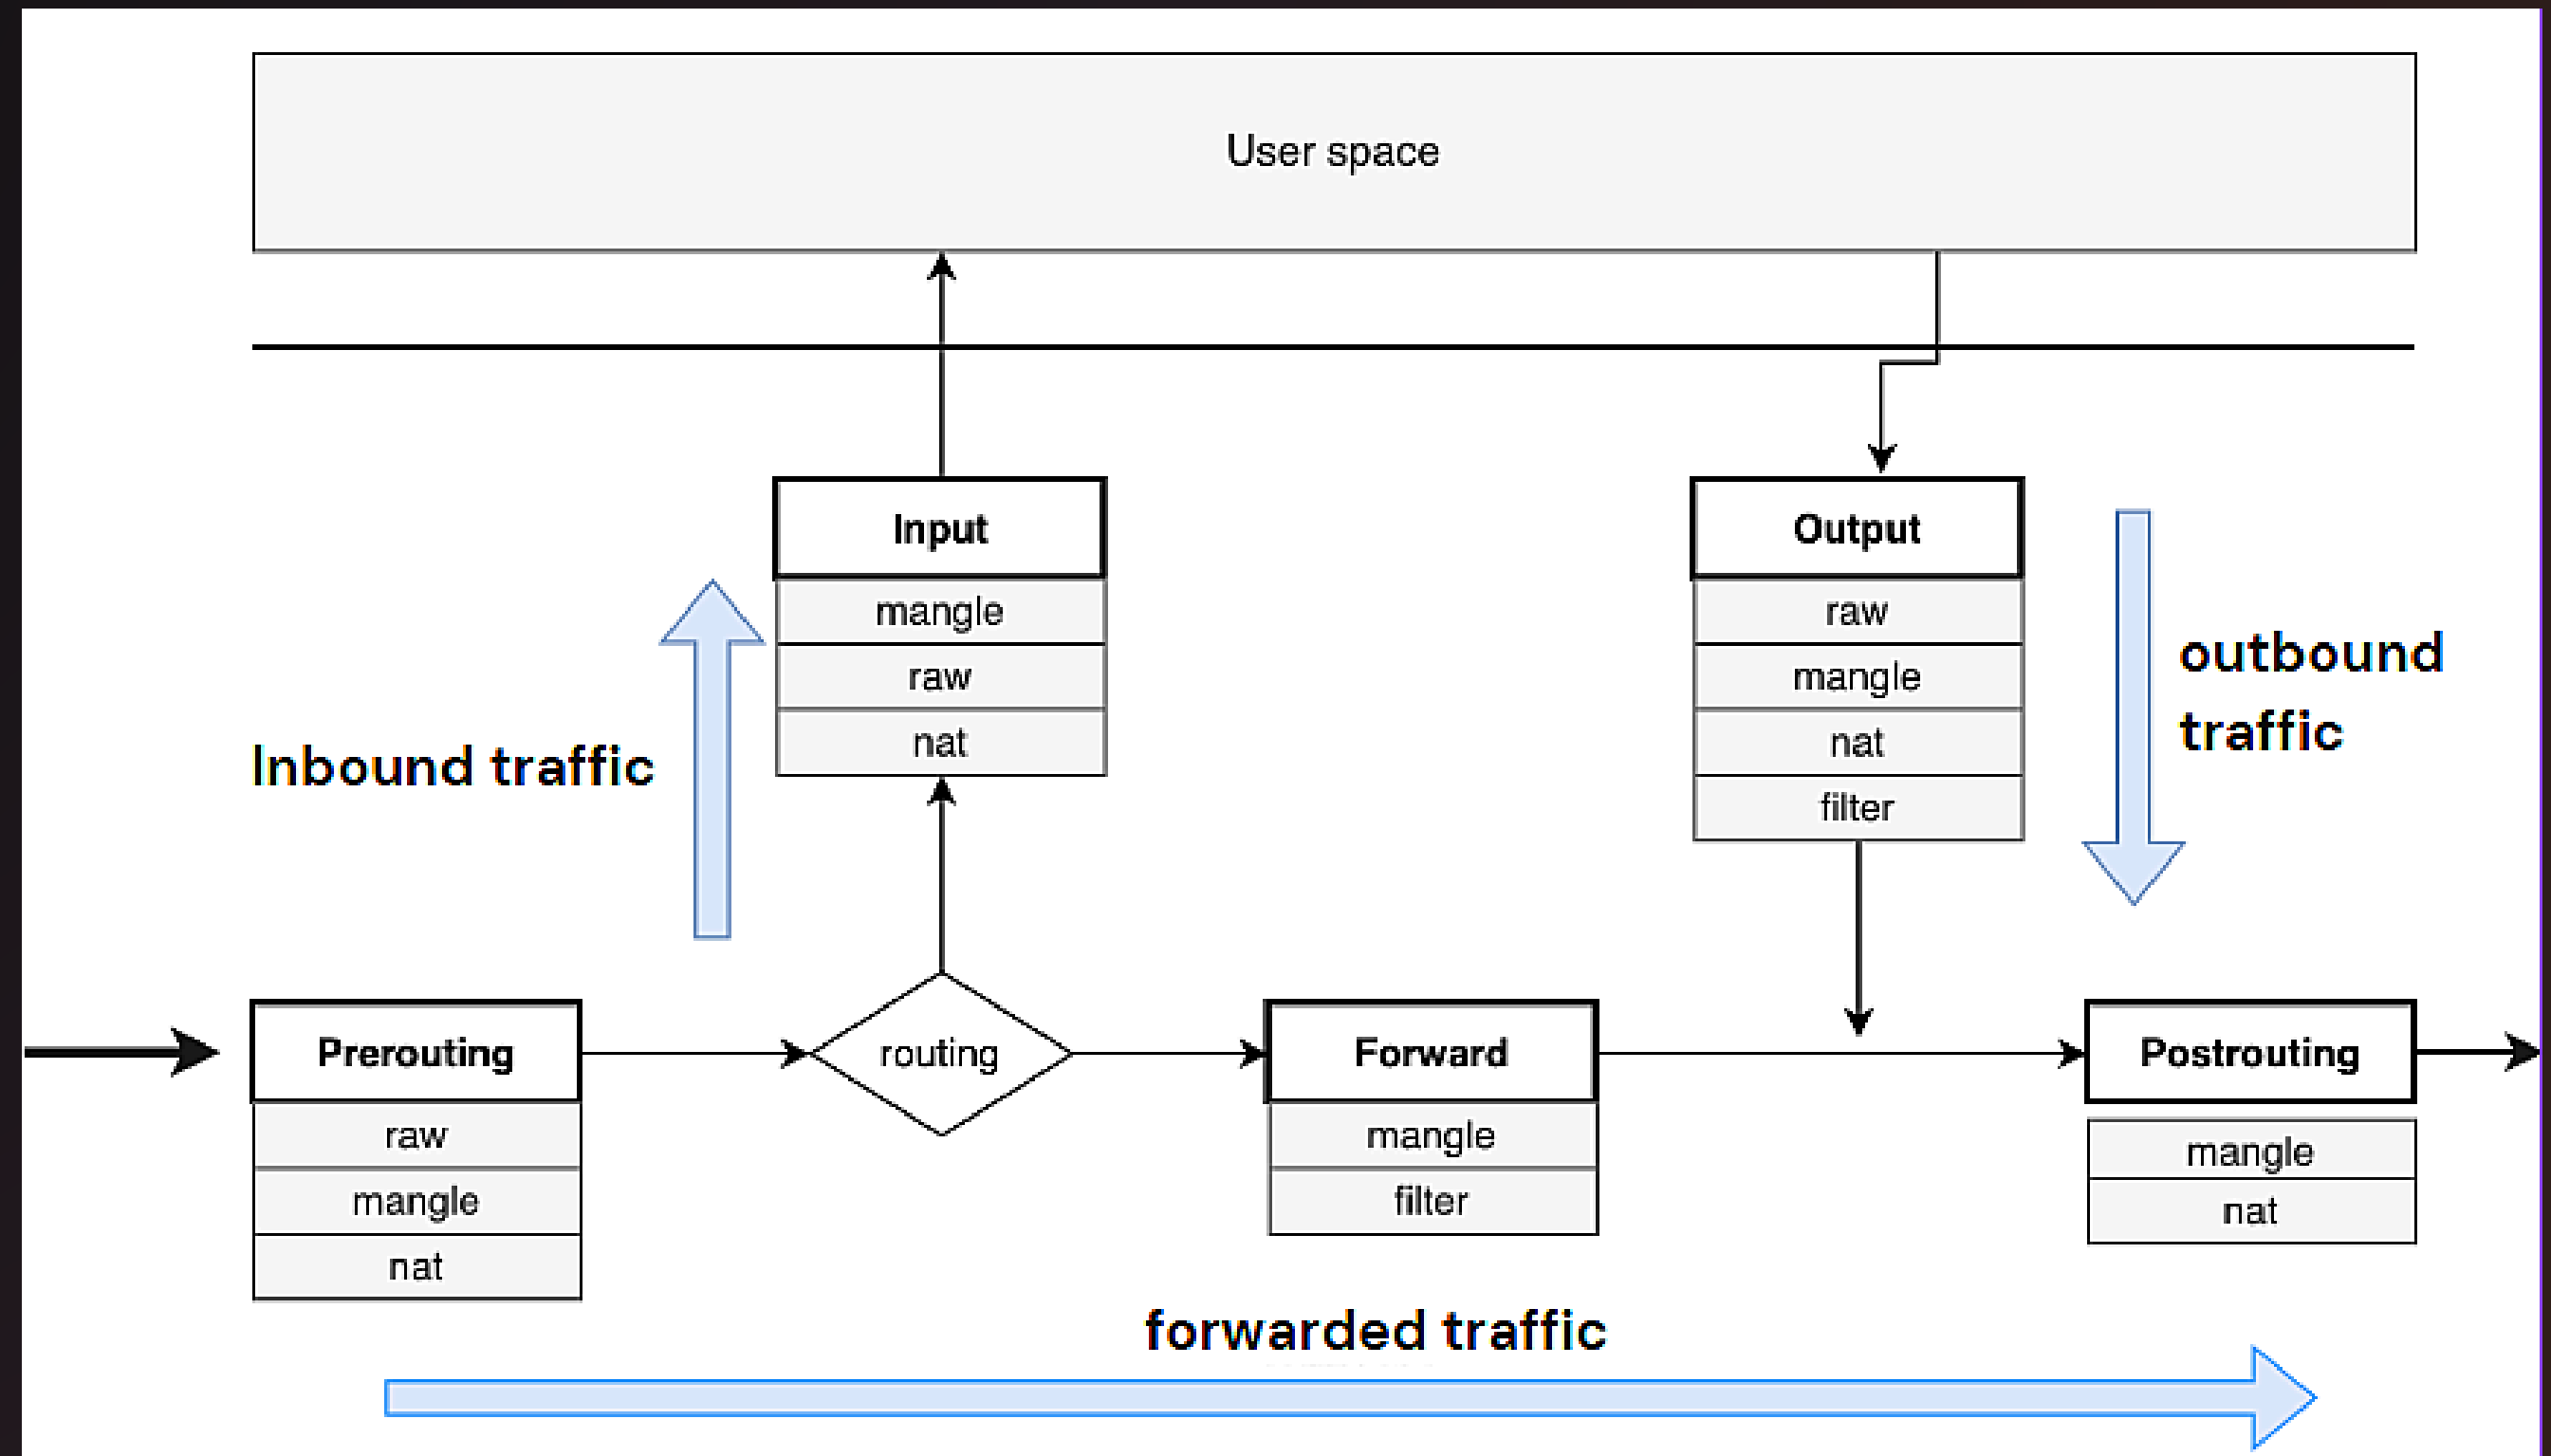 User space
Input
mangle
raw
nat
Output
raw
mangle
nat
filter
outbound
traffic
Inbound traffic
Prerouting
raw
mangle
nat
routing
Forward
mangle
filter
Postrouting
mangle
nat
forwarded traffic